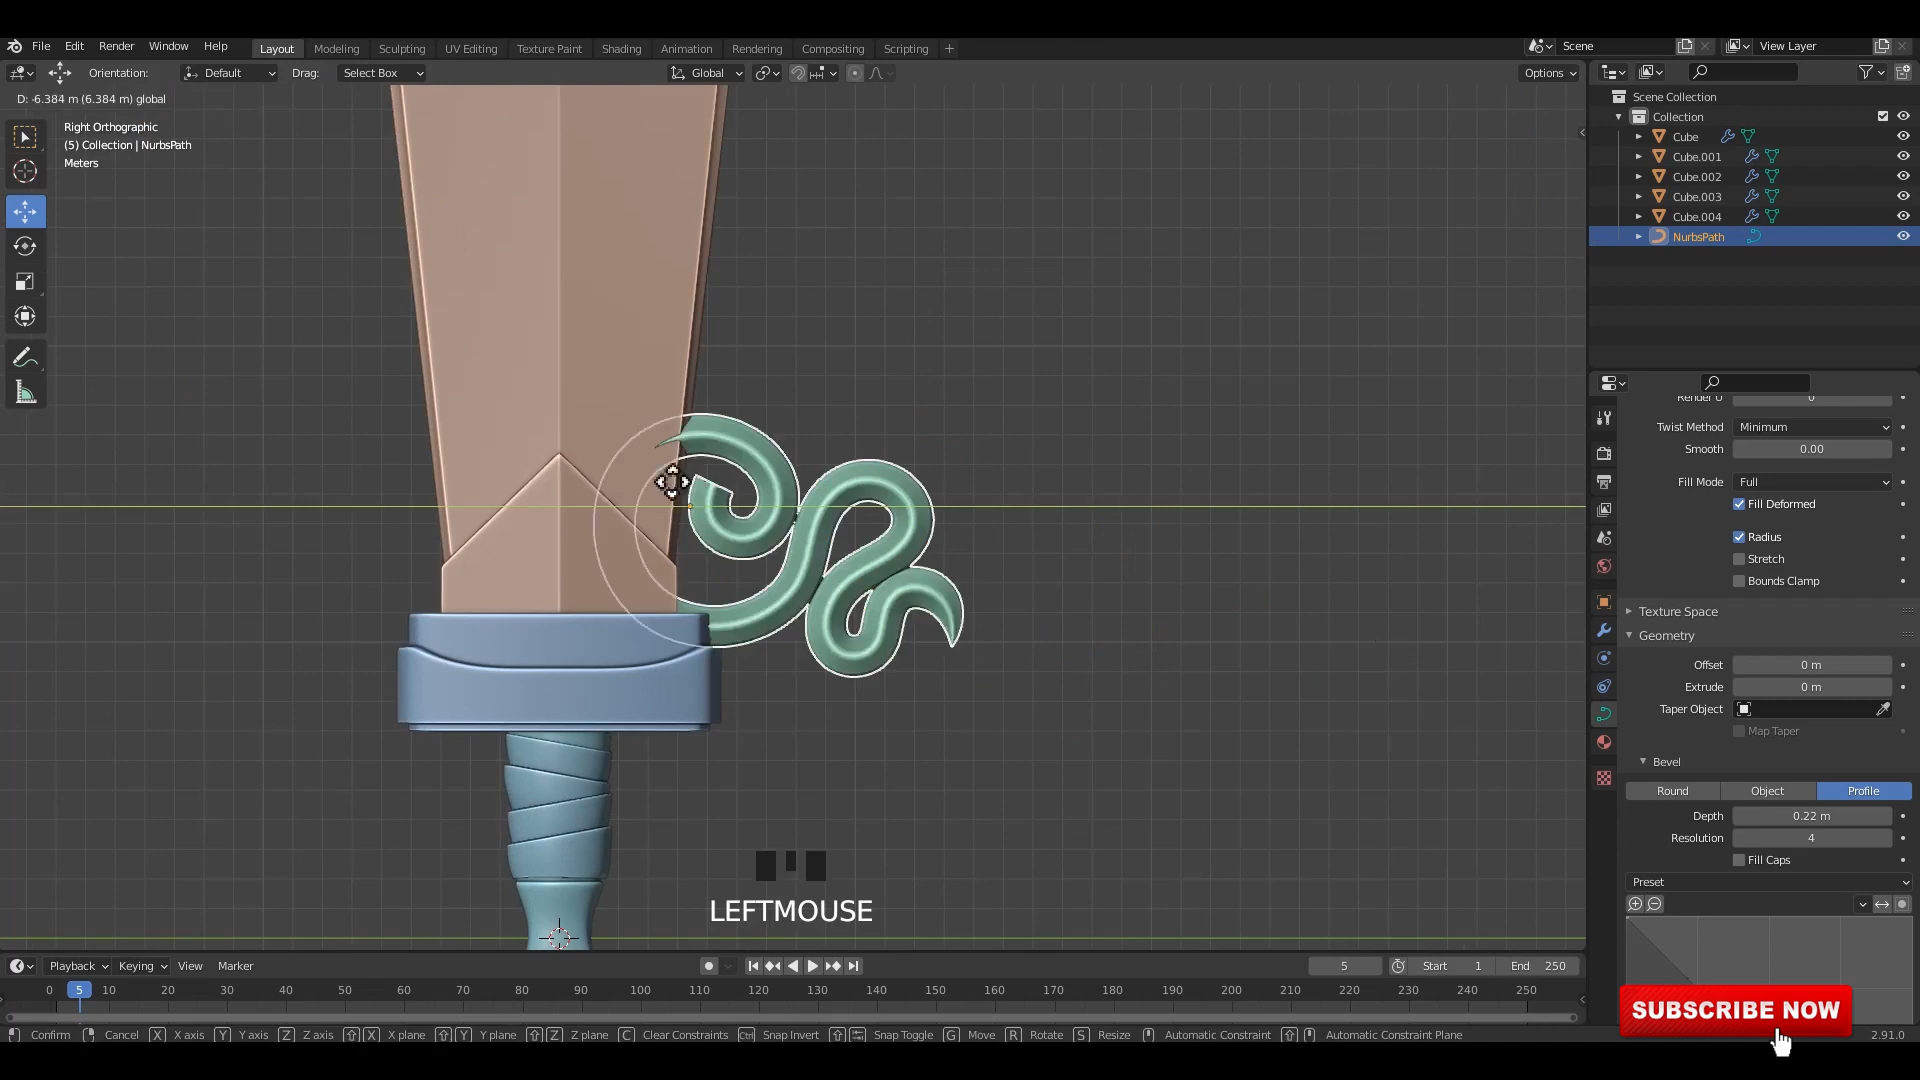 File Edit Render Window Help Layout Modeling Sculpting UV Editing Texture Paint Shading Animation Rendering Compositing Scripting + Scene View Layer
Orientation: Default Drag: Select Box Global Options
D: -6.384 m (6.384 m) global
Right Orthographic
(5) Collection | NurbsPath
Meters
Scene Collection
Collection
Cube
Cube.001
Cube.002
Cube.003
Cube.004
NurbsPath
Render U 0
Twist Method Minimum
Smooth 0.00
Fill Mode Full
Fill Deformed
Radius
Stretch
Bounds Clamp
Texture Space
Geometry
Offset 0 m
Extrude 0 m
Taper Object
Map Taper
Bevel
Round Object Profile
Depth 0.22 m
Resolution 4
Fill Caps
Preset
LEFTMOUSE
Playback Keying View Marker 5 Start 1 End 250
0 5 10 20 30 40 50 60 70 80 90 100 110 120 130 140 150 160 170 180 190 200 210 220 230 240 250
SUBSCRIBE NOW
Confirm Cancel X X axis Y Y axis Z Z axis X X plane Y Y plane Z Z plane C Clear Constraints Ctrl Snap Invert Snap Toggle G Move R Rotate S Resize Automatic Constraint Automatic Constraint Plane 2.91.0